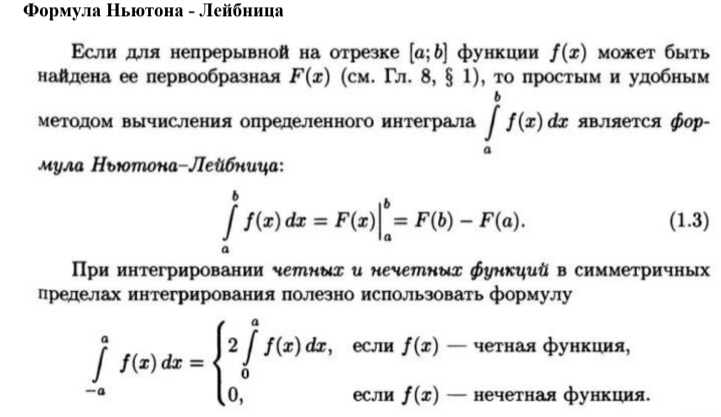 Формула Ньютона - Лейбница
Если для непрерывной на отрезке [a; b] функции f(x) может быть
найдена ее первообразная F(x) (см. Гл. 8, § 1), то простым и удобным
методом вычисления определенного интеграла ∫_a^b f(x) dx является фор-
мула Ньютона–Лейбница:
∫_a^b f(x) dx = F(x)|_a^b = F(b) − F(a). (1.3)
При интегрировании четных и нечетных функций в симметричных
пределах интегрирования полезно использовать формулу
∫_{−a}^a f(x) dx = { 2 ∫_0^a f(x) dx, если f(x) — четная функция,
0, если f(x) — нечетная функция.